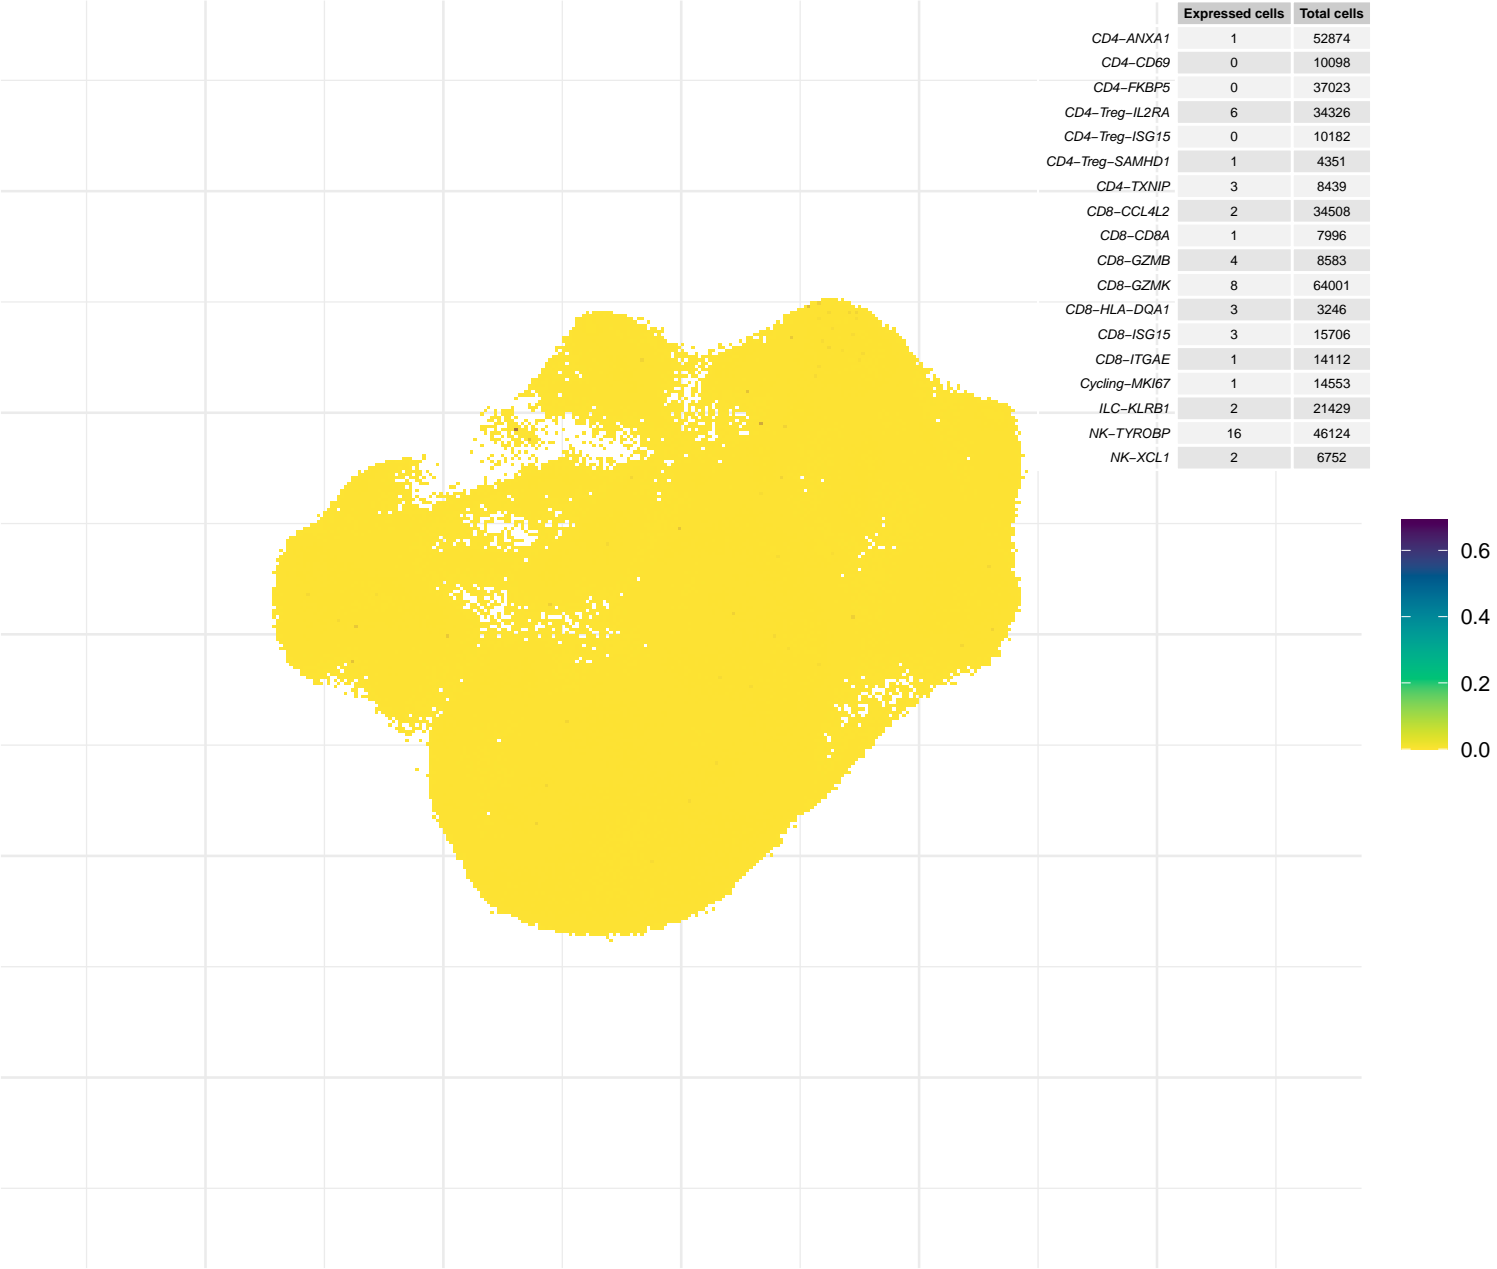 Expressed cells Total cells
CD4−ANXA1 1 52874
CD4−CD69 0 10098
CD4−FKBP5 0 37023
CD4−Treg−IL2RA 6 34326
CD4−Treg−ISG15 0 10182
CD4−Treg−SAMHD1 1 4351
CD4−TXNIP 3 8439
CD8−CCL4L2 2 34508
CD8−CD8A 1 7996
CD8−GZMB 4 8583
CD8−GZMK 8 64001
CD8−HLA−DQA1 3 3246
CD8−ISG15 3 15706
CD8−ITGAE 1 14112
Cycling−MKI67 1 14553
ILC−KLRB1 2 21429
NK−TYROBP 16 46124
NK−XCL1 2 6752
0.6
0.4
0.2
0.0